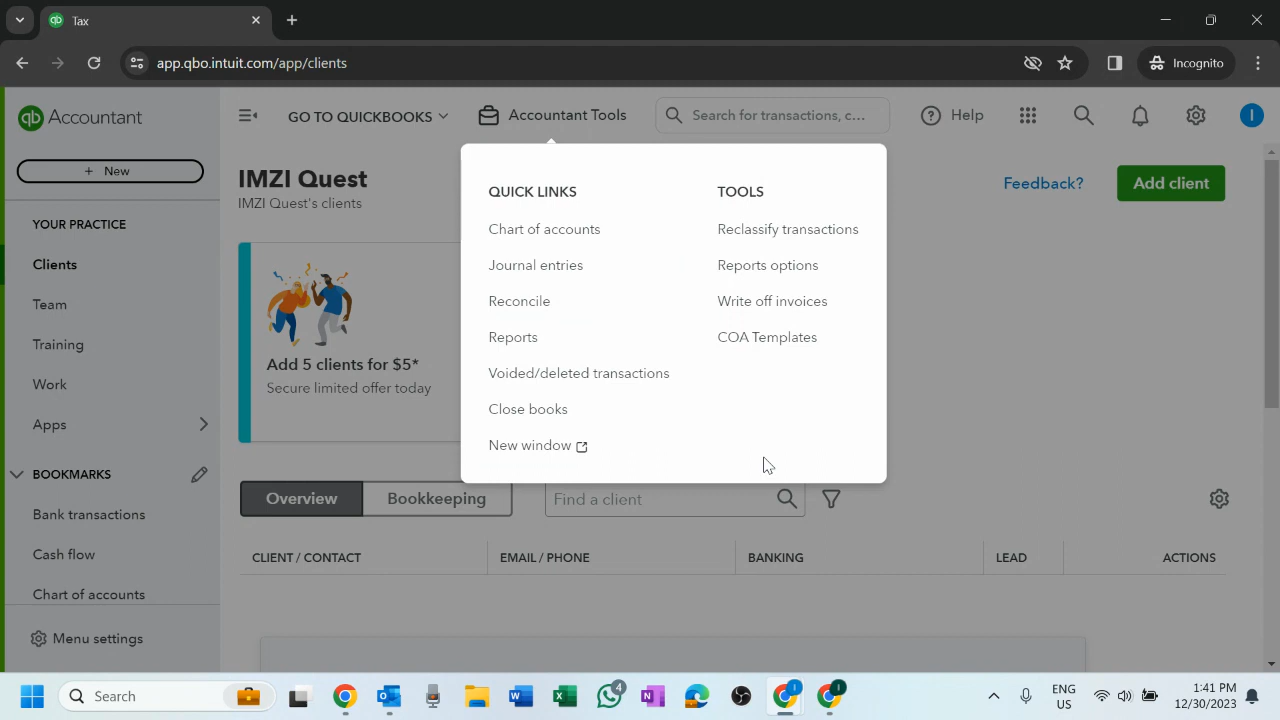 Tax
app.qbo.intuit.com/app/clients
Incognito
qb Accountant
GO TO QUICKBOOKS
Accountant Tools
Search for transactions, c...
Help
I
+ New
IMZI Quest
IMZI Quest's clients
Feedback?
Add client
QUICK LINKS
Chart of accounts
Journal entries
Reconcile
Reports
Voided/deleted transactions
Close books
New window
TOOLS
Reclassify transactions
Reports options
Write off invoices
COA Templates
YOUR PRACTICE
Clients
Team
Training
Work
Apps
BOOKMARKS
Bank transactions
Cash flow
Chart of accounts
Menu settings
Add 5 clients for $5*
Secure limited offer today
Overview
Bookkeeping
Find a client
CLIENT / CONTACT
EMAIL / PHONE
BANKING
LEAD
ACTIONS
Search
4
ENG
US
1:41 PM
12/30/2023